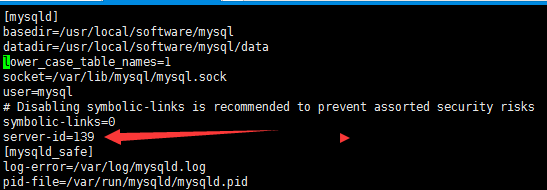 [mysqld]
basedir=/usr/local/software/mysql
datadir=/usr/local/software/mysql/data
lower_case_table_names=1
socket=/var/lib/mysql/mysql.sock
user=mysql
# Disabling symbolic-links is recommended to prevent assorted security risks
symbolic-links=0
server-id=139
[mysqld_safe]
log-error=/var/log/mysqld.log
pid-file=/var/run/mysqld/mysqld.pid